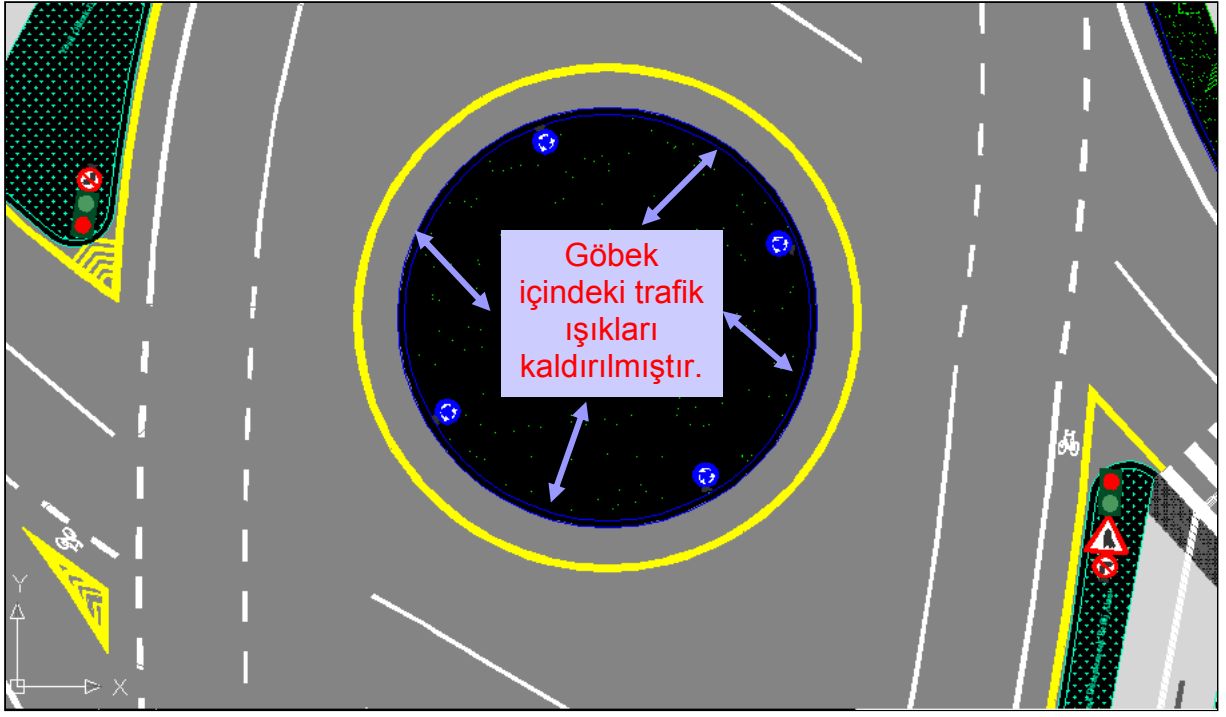 Göbek
içindeki trafik
ışıkları
kaldırılmıştır.
Y
X